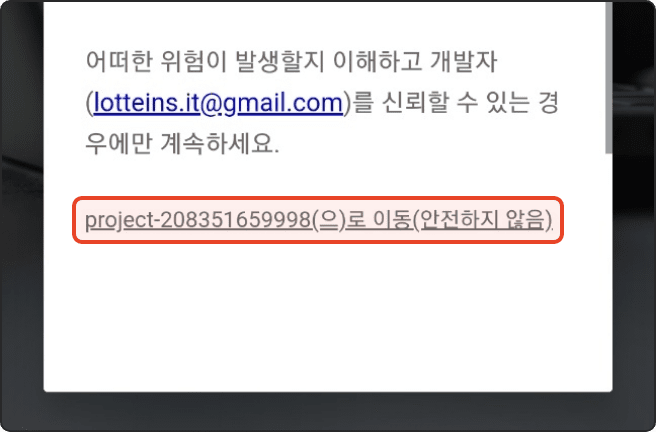 어떠한 위험이 발생할지 이해하고 개발자
(lotteins.it@gmail.com)를 신뢰할 수 있는 경
우에만 계속하세요.
project-208351659998(으)로 이동(안전하지 않음)